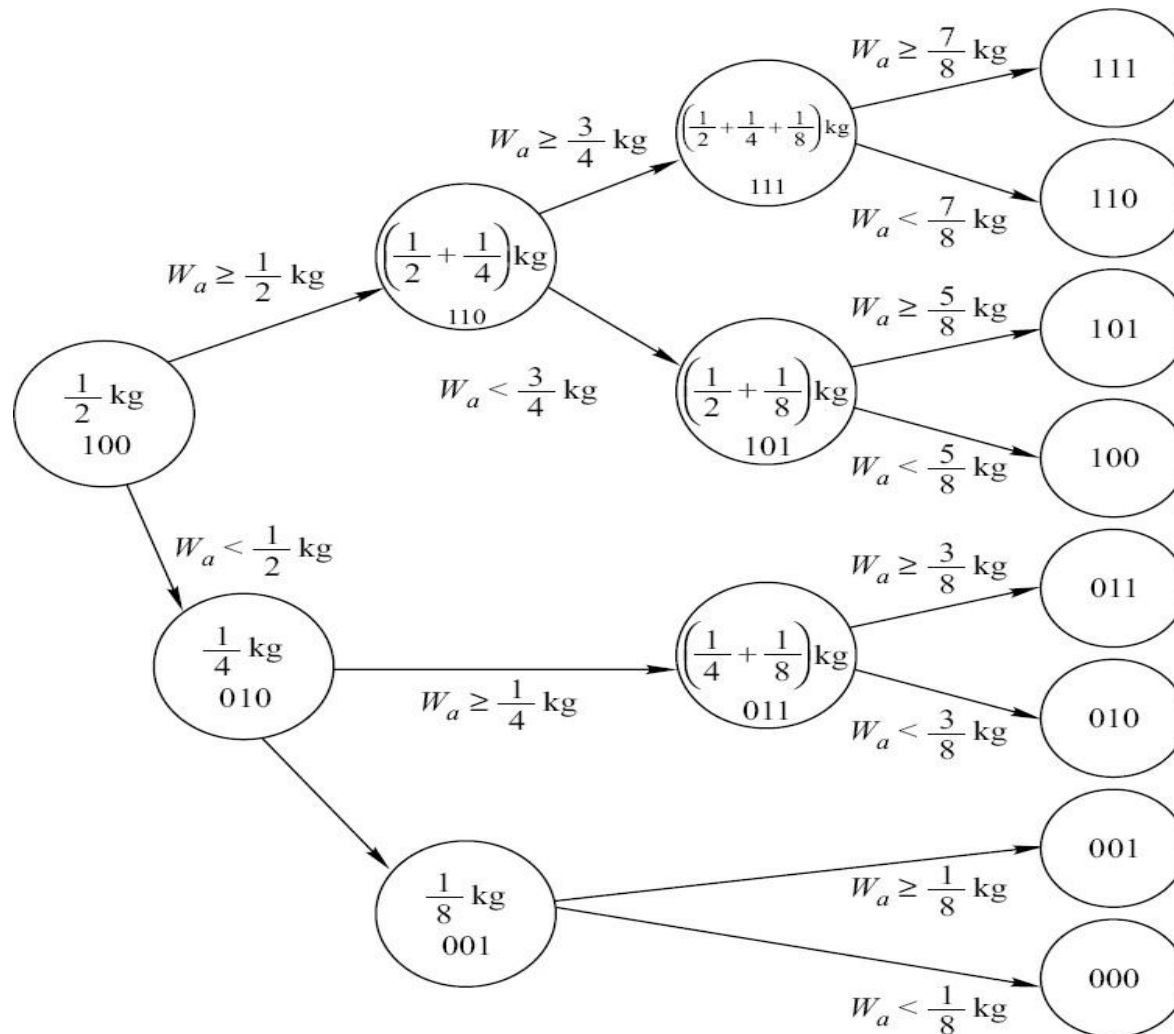 W_a ≥ 7/8 kg
111
(1/2 + 1/4 + 1/8) kg
111
W_a ≥ 3/4 kg
W_a < 7/8 kg
110
(1/2 + 1/4) kg
110
W_a ≥ 1/2 kg
W_a ≥ 5/8 kg
101
(1/2 + 1/8) kg
101
W_a < 3/4 kg
W_a < 5/8 kg
100
1/2 kg
100
W_a < 1/2 kg
W_a ≥ 3/8 kg
011
1/4 kg
010
W_a ≥ 1/4 kg
(1/4 + 1/8) kg
011
W_a < 3/8 kg
010
1/8 kg
001
W_a ≥ 1/8 kg
001
W_a < 1/8 kg
000